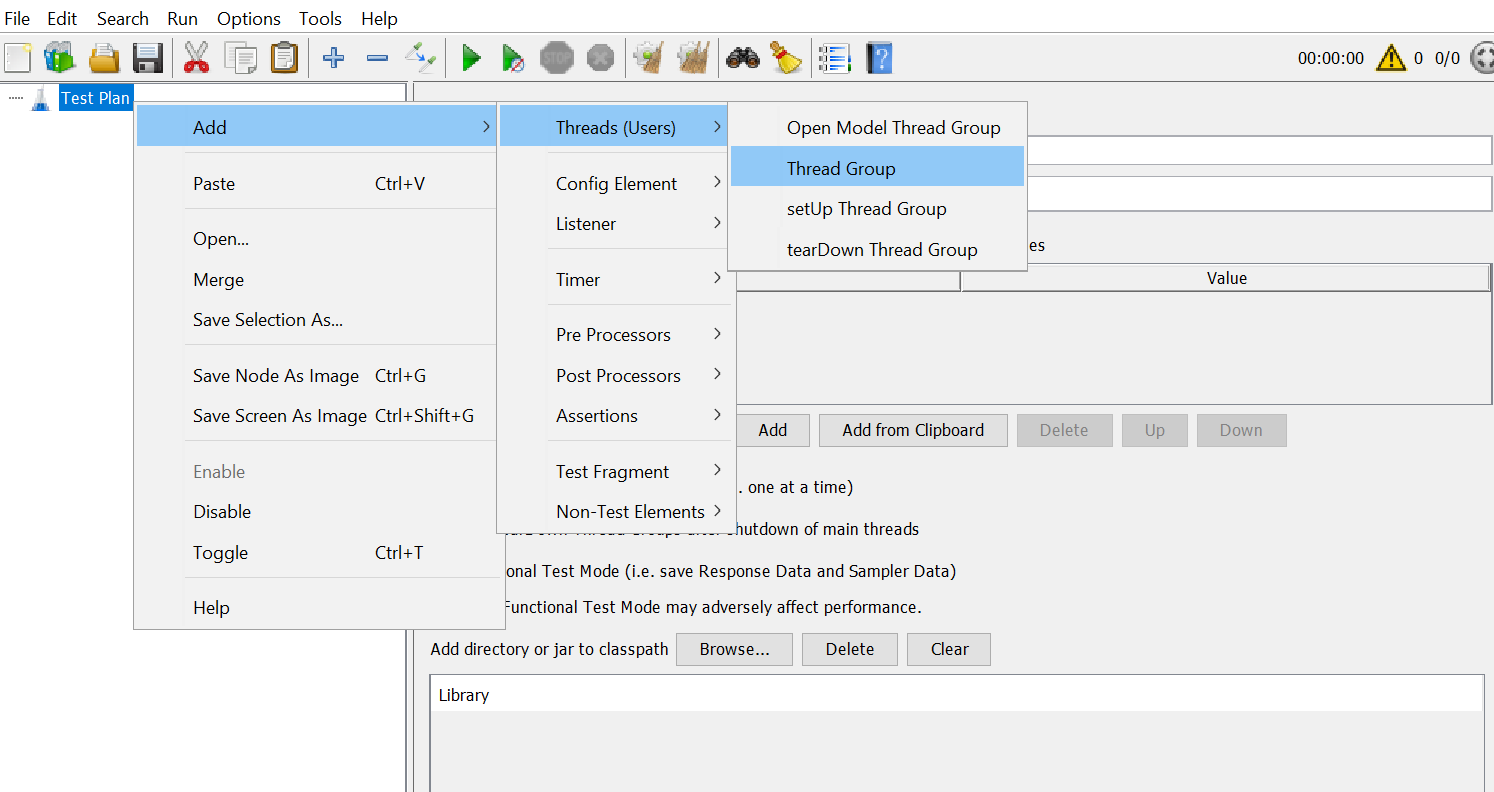 File Edit Search Run Options Tools Help
STOP 00:00:00 0 0/0
Test Plan
Add
Paste Ctrl+V
Open...
Merge
Save Selection As...
Save Node As Image Ctrl+G
Save Screen As Image Ctrl+Shift+G
Enable
Disable
Toggle Ctrl+T
Help
Threads (Users)
Config Element
Listener
Timer
Pre Processors
Post Processors
Assertions
Test Fragment
Non-Test Elements
Open Model Thread Group
Thread Group
setUp Thread Group
tearDown Thread Group
es
Value
Add Add from Clipboard Delete Up Down
. one at a time)
shutdown of main threads
onal Test Mode (i.e. save Response Data and Sampler Data)
Functional Test Mode may adversely affect performance.
Add directory or jar to classpath Browse... Delete Clear
Library